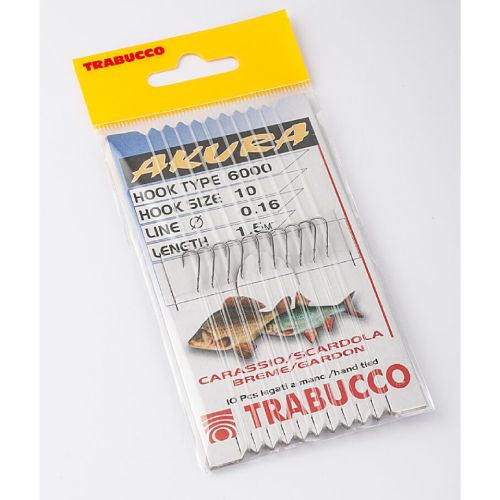 TRABUCCO
AKURA
HOOK TYPE 6000
HOOK SIZE 10
LINE Ø 0.16
LENGTH 1.5M
CARASSIO/SCARDOLA
BREME/GARDON
10 Pcs legati a mano/hand tied
TRABUCCO